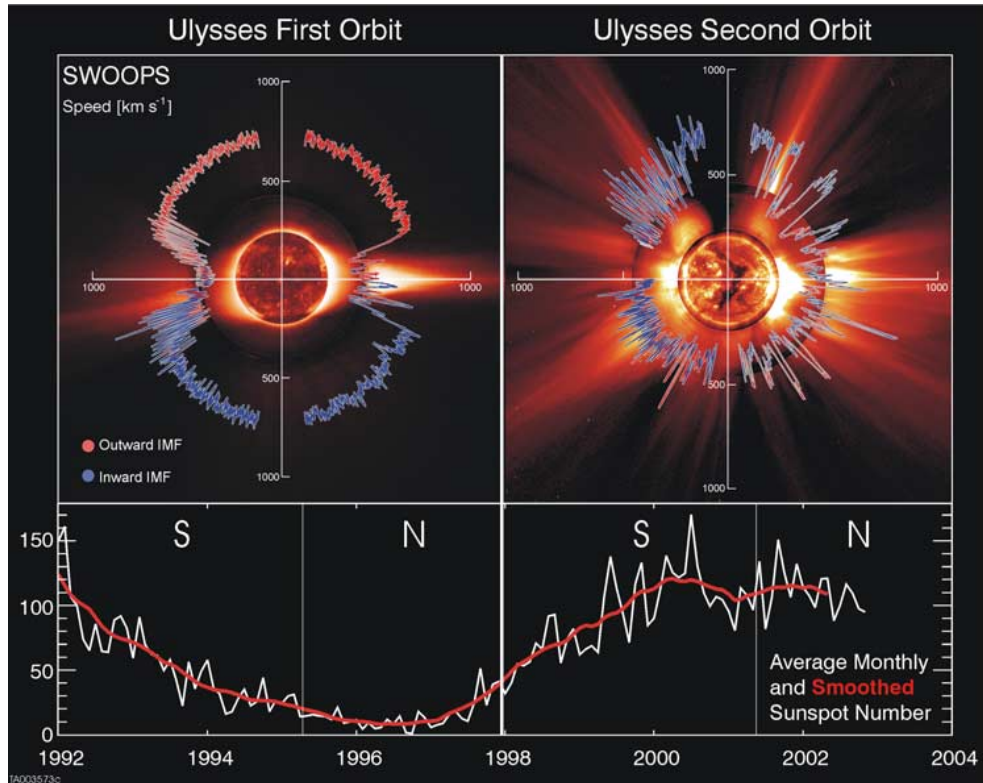 Ulysses First Orbit
Ulysses Second Orbit
SWOOPS
Speed [km s⁻¹]
1000
500
1000
1000
500
1000
Outward IMF
Inward IMF
1000
500
1000
1000
500
1000
S
N
S
N
150
100
50
0
1992
1994
1996
1998
2000
2002
2004
Average Monthly
and Smoothed
Sunspot Number
TA003573c